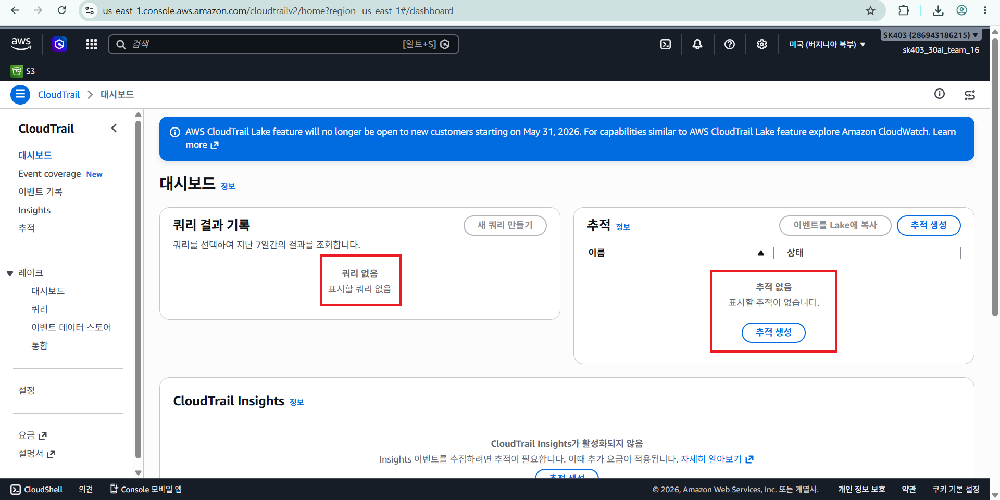 us-east-1.console.aws.amazon.com/cloudtrailv2/home?region=us-east-1#/dashboard
aws
검색
[알트+S]
미국 (버지니아 북부) ▼
SK403 (286943186215) ▼
sk403_30ai_team_16
S3
CloudTrail
대시보드
CloudTrail
대시보드
Event coverage New
이벤트 기록
Insights
추적
레이크
대시보드
쿼리
이벤트 데이터 스토어
통합
설정
요금
설명서
AWS CloudTrail Lake feature will no longer be open to new customers starting on May 31, 2026. For capabilities similar to AWS CloudTrail Lake feature explore Amazon CloudWatch. Learn
more
대시보드 정보
쿼리 결과 기록
새 쿼리 만들기
쿼리를 선택하여 지난 7일간의 결과를 조회합니다.
쿼리 없음
표시할 쿼리 없음
추적 정보
이벤트를 Lake에 복사
추적 생성
이름
상태
추적 없음
표시할 추적이 없습니다.
추적 생성
CloudTrail Insights 정보
CloudTrail Insights가 활성화되지 않음
Insights 이벤트를 수집하려면 추적이 필요합니다. 이때 추가 요금이 적용됩니다. 자세히 알아보기
추적 생성
CloudShell
의견
Console 모바일 앱
© 2026, Amazon Web Services, Inc. 또는 계열사.
개인 정보 보호
약관
쿠키 기본 설정